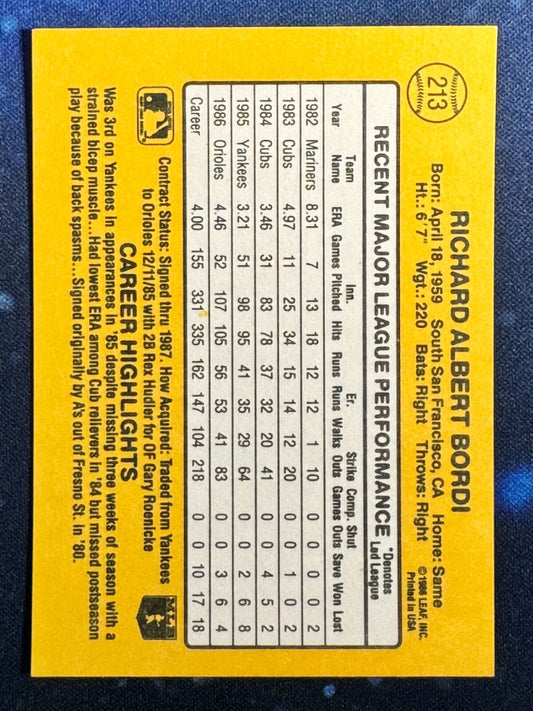 213
RICHARD ALBERT BORDI
Born: April 18, 1959 South San Francisco, CA Home: Same
Ht.: 6'7" Wgt.: 220 Bats: Right Throws: Right
©1986 LEAF, INC.
Printed in USA
RECENT MAJOR LEAGUE PERFORMANCE
*Denotes
Led League
Team Inn. Er. Strike Comp. Shut
Year Name ERA Games Pitched Hits Runs Runs Walks Outs Games Outs Save Won Lost
1982 Mariners 8.31 7 13 18 12 12 1 10 0 0 0 0 2
1983 Cubs 4.97 11 25 34 15 14 12 20 0 0 1 0 2
1984 Cubs 3.46 31 83 78 37 32 20 41 0 0 4 5 2
1985 Yankees 3.21 51 98 95 41 35 29 64 0 0 2 6 8
1986 Orioles 4.46 52 107 105 56 53 41 83 0 0 3 6 4
Career 4.00 155 331 335 162 147 104 218 0 0 10 17 18
Contract Status: Signed thru 1987. How Acquired: Traded from Yankees
to Orioles 12/11/85 with 2B Rex Hudler for OF Gary Roenicke
MLB
CAREER HIGHLIGHTS
Was 3rd on Yankees in appearances in '85 despite missing three weeks of season with a
strained bicep muscle...Had lowest ERA among Cub relievers in '84 but missed postseason
play because of back spasms...Signed originally by A's out of Fresno St. in '80.